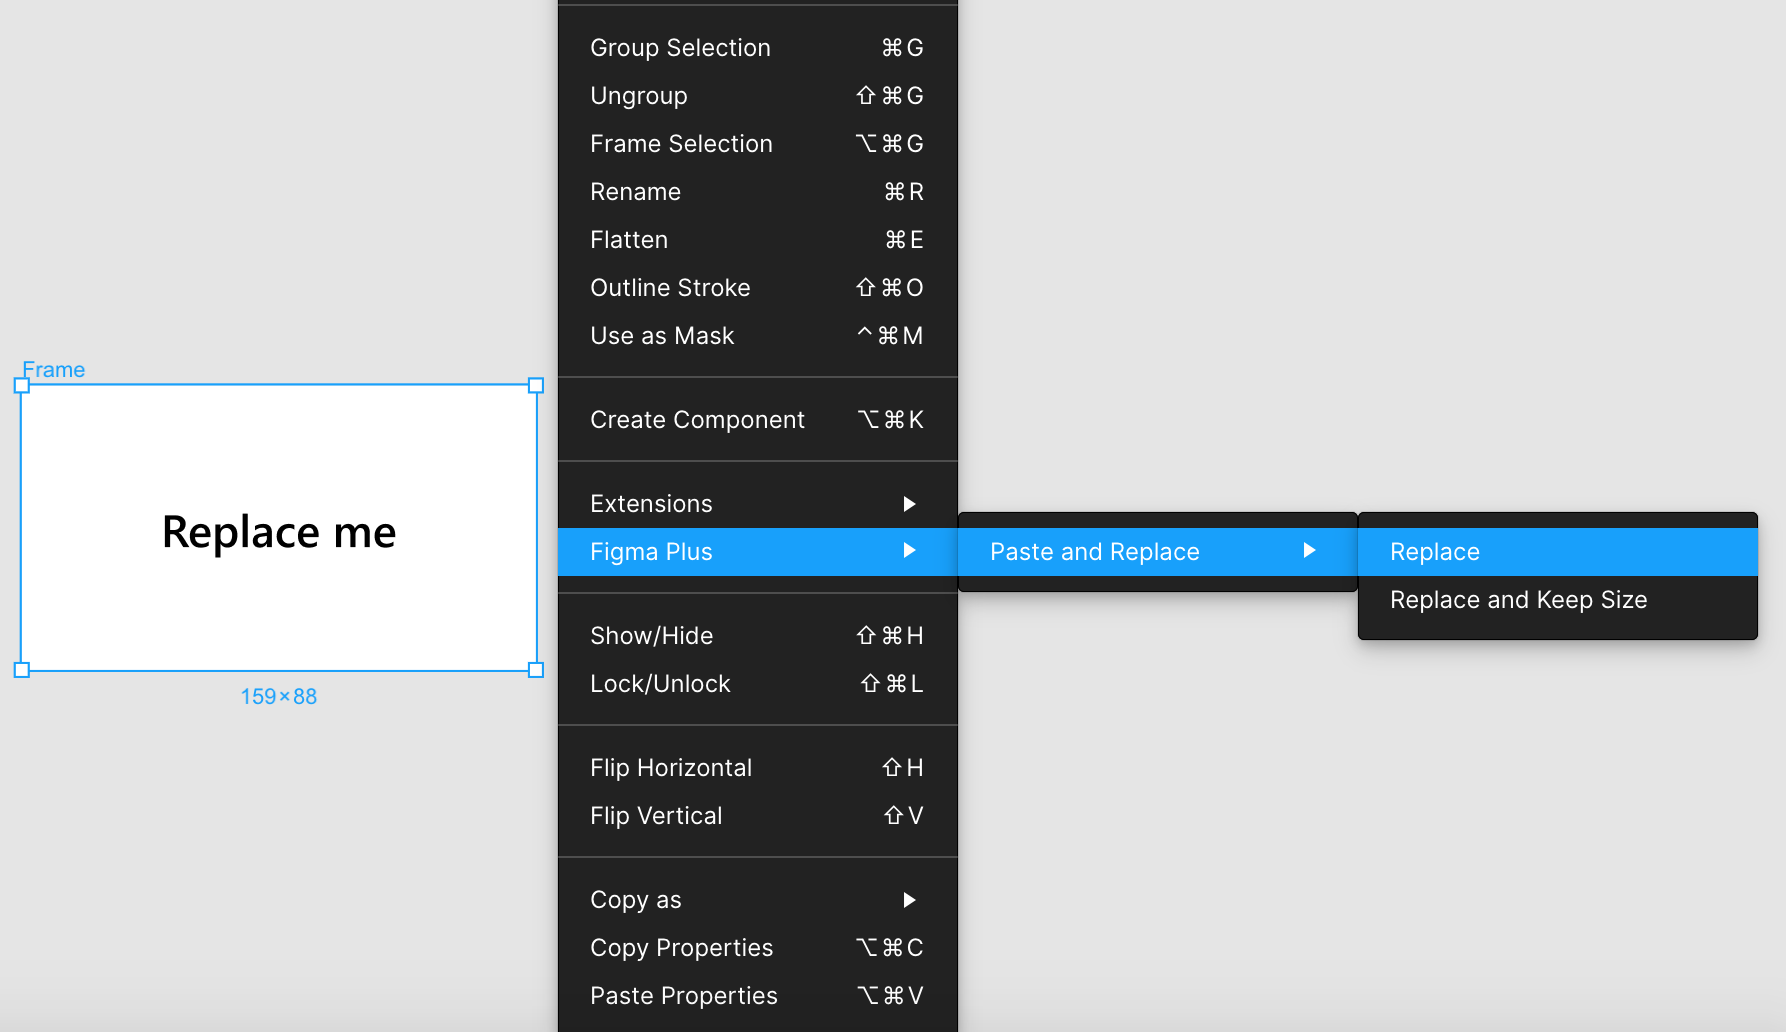 Group Selection ⌘G
Ungroup ⇧⌘G
Frame Selection ⌥⌘G
Rename ⌘R
Flatten ⌘E
Outline Stroke ⇧⌘O
Use as Mask ^⌘M
Frame
Replace me
159×88
Create Component ⌥⌘K
Extensions ▶
Figma Plus ▶
Paste and Replace ▶
Replace
Replace and Keep Size
Show/Hide ⇧⌘H
Lock/Unlock ⇧⌘L
Flip Horizontal ⇧H
Flip Vertical ⇧V
Copy as ▶
Copy Properties ⌥⌘C
Paste Properties ⌥⌘V